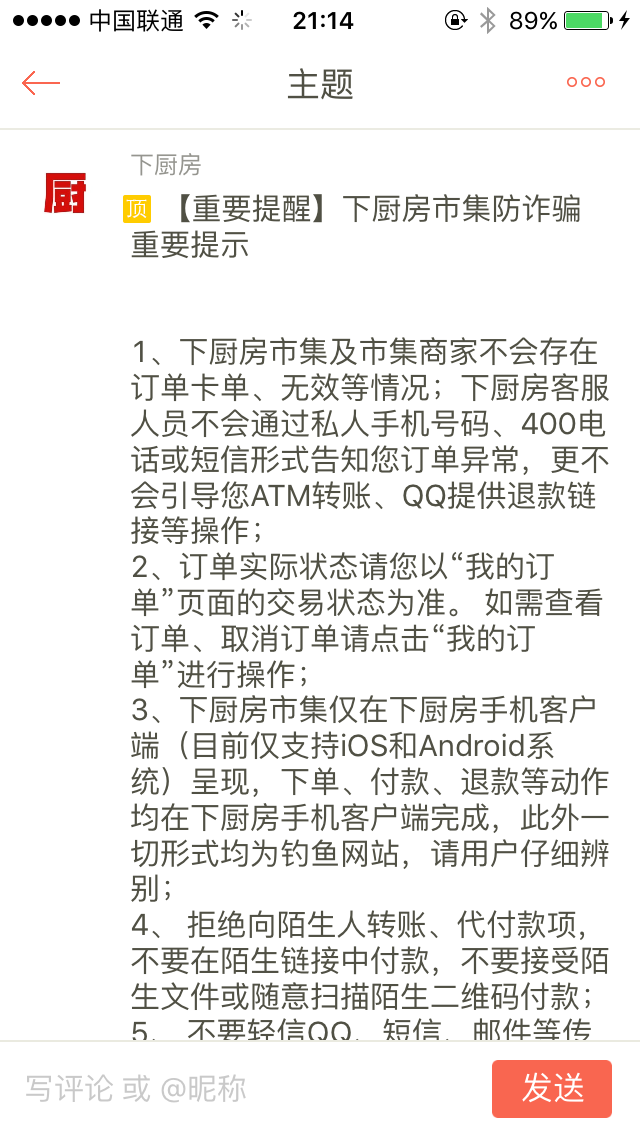 中国联通
21:14
89%
主题
下厨房
厨
顶
【重要提醒】下厨房市集防诈骗
重要提示
1、下厨房市集及市集商家不会存在
订单卡单、无效等情况；下厨房客服
人员不会通过私人手机号码、400电
话或短信形式告知您订单异常，更不
会引导您ATM转账、QQ提供退款链
接等操作；
2、订单实际状态请您以“我的订
单”页面的交易状态为准。 如需查看
订单、取消订单请点击“我的订
单”进行操作；
3、下厨房市集仅在下厨房手机客户
端（目前仅支持iOS和Android系
统）呈现，下单、付款、退款等动作
均在下厨房手机客户端完成，此外一
切形式均为钓鱼网站，请用户仔细辨
别；
4、 拒绝向陌生人转账、代付款项，
不要在陌生链接中付款，不要接受陌
生文件或随意扫描陌生二维码付款；
5、 不要轻信QQ、短信、邮件等传
写评论 或 @昵称
发送